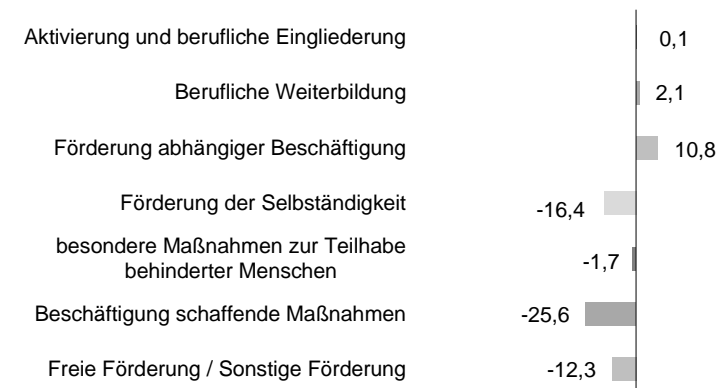 Aktivierung und berufliche Eingliederung 0,1
Berufliche Weiterbildung 2,1
Förderung abhängiger Beschäftigung 10,8
Förderung der Selbständigkeit -16,4
besondere Maßnahmen zur Teilhabe
behinderter Menschen -1,7
Beschäftigung schaffende Maßnahmen -25,6
Freie Förderung / Sonstige Förderung -12,3